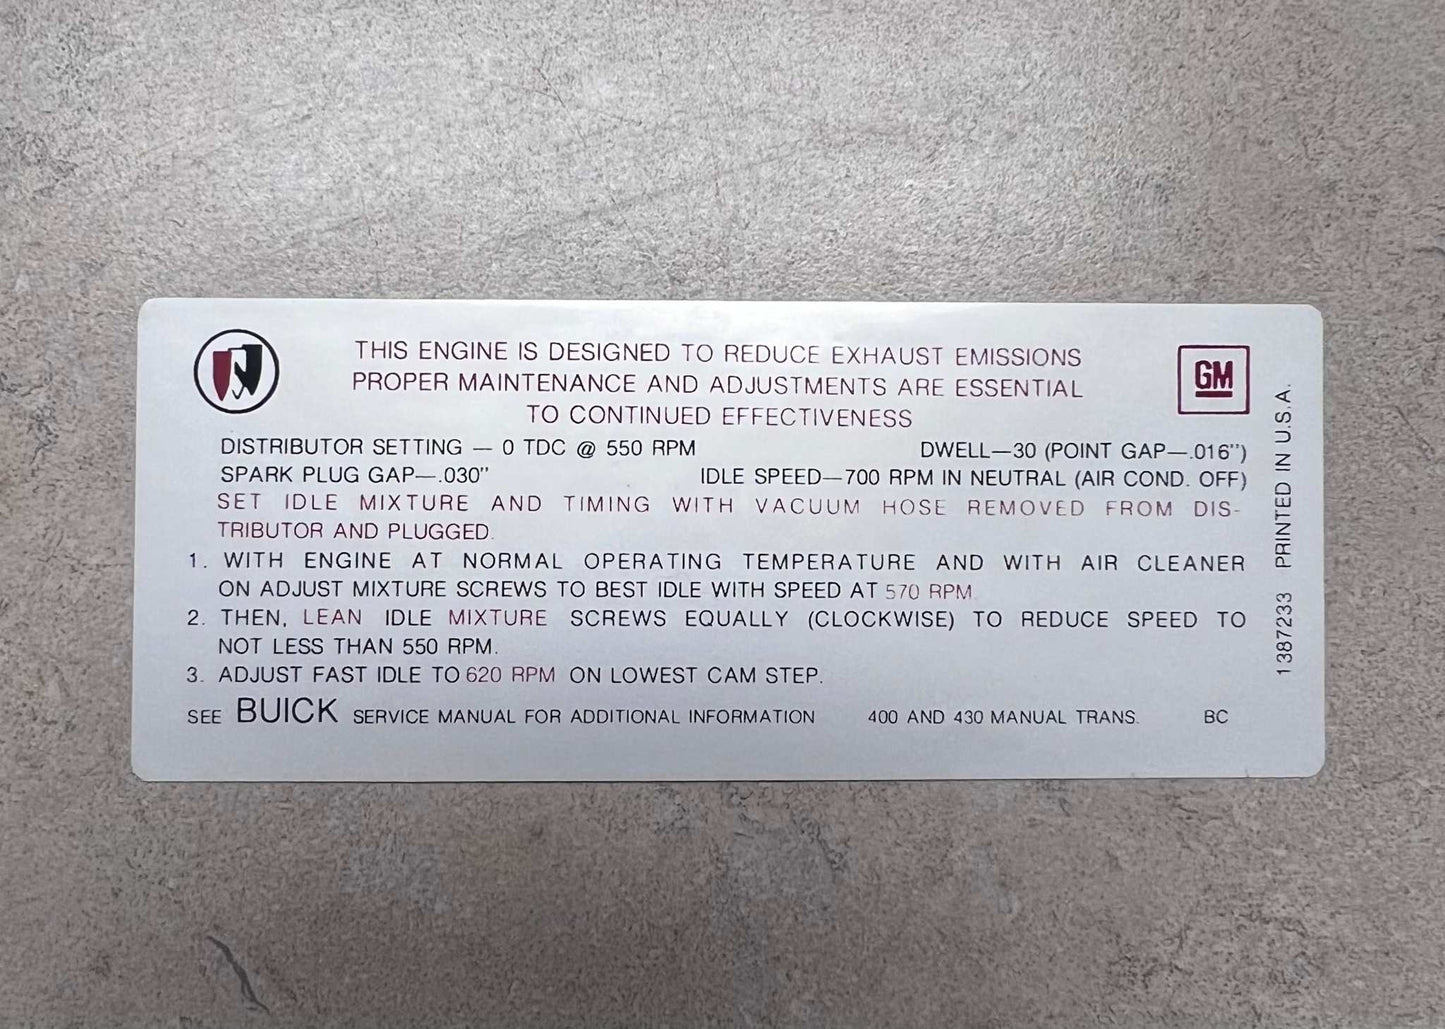 THIS ENGINE IS DESIGNED TO REDUCE EXHAUST EMISSIONS
PROPER MAINTENANCE AND ADJUSTMENTS ARE ESSENTIAL
TO CONTINUED EFFECTIVENESS
GM
DISTRIBUTOR SETTING — 0 TDC @ 550 RPM DWELL—30 (POINT GAP—.016")
SPARK PLUG GAP—.030" IDLE SPEED—700 RPM IN NEUTRAL (AIR COND. OFF)
SET IDLE MIXTURE AND TIMING WITH VACUUM HOSE REMOVED FROM DIS-
TRIBUTOR AND PLUGGED.
1. WITH ENGINE AT NORMAL OPERATING TEMPERATURE AND WITH AIR CLEANER
ON ADJUST MIXTURE SCREWS TO BEST IDLE WITH SPEED AT 570 RPM.
2. THEN, LEAN IDLE MIXTURE SCREWS EQUALLY (CLOCKWISE) TO REDUCE SPEED TO
NOT LESS THAN 550 RPM.
3. ADJUST FAST IDLE TO 620 RPM ON LOWEST CAM STEP.
SEE BUICK SERVICE MANUAL FOR ADDITIONAL INFORMATION 400 AND 430 MANUAL TRANS. BC
1387233 PRINTED IN U.S.A.